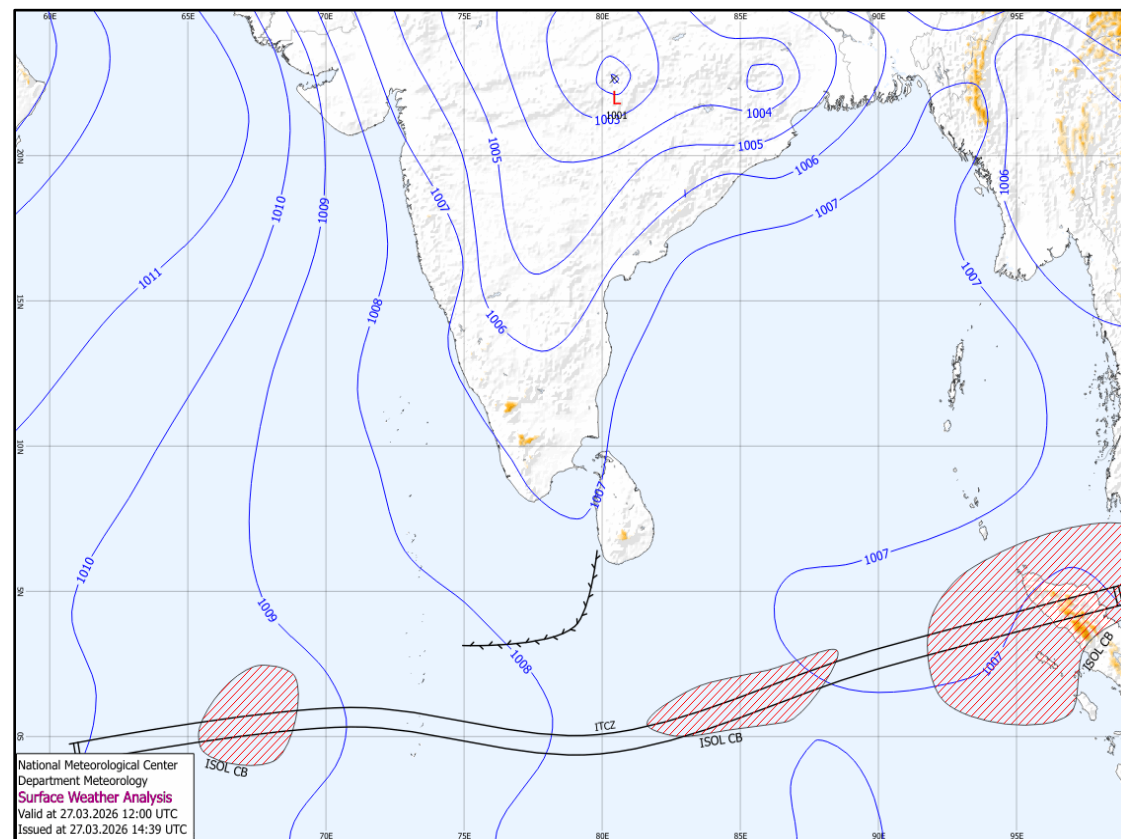 60E 65E 70E 75E 80E 85E 90E 95E
1003
L
1001
1004
1005
1005
1006
1006
20N
1007
1007
1010
1009
1007
1011
1008
15N
1006
10N
1007
1007
1010
1009
5N
1008
1007
ISOL CB
ITCZ
ISOL CB
ISOL CB
EQ
National Meteorological Center
Department Meteorology
Surface Weather Analysis
Valid at 27.03.2026 12:00 UTC
Issued at 27.03.2026 14:39 UTC
70E 75E 80E 85E 90E 95E